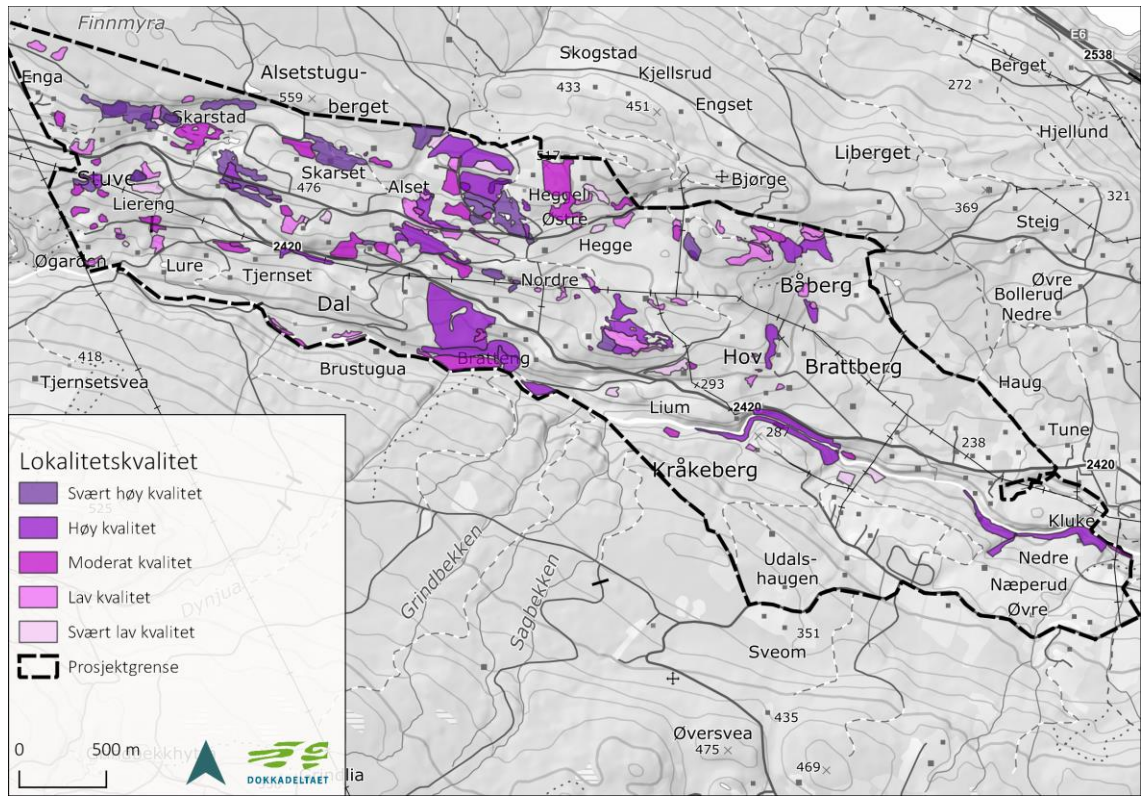 Finnmyra
E6
2538
Berget
Skogstad
Kjellsrud
272
Enga
Alsetstugu-
berget
559
433
451
Engset
Hjellund
Skarstad
Liberget
517
Skarset
476
Alset
Heggel
Østre
Bjørge
Stuve
Liereng
369
321
Steig
2420
Hegge
Øgarden
Lure
Tjernset
Nordre
Båberg
Øvre
Bollerud
Nedre
Dal
418
Tjernsetsvea
Brustugua
Bratteng
Hov
Brattberg
293
Haug
Lium
2420
287
238
Tune
2420
Kråkeberg
Kluke
Lokalitetskvalitet
Svært høy kvalitet
525
Høy kvalitet
Moderat kvalitet
Lav kvalitet
Svært lav kvalitet
Prosjektgrense
Dynjua
Grindbekken
Sagbekken
Udals-
haugen
Nedre
Næperud
Øvre
351
Sveom
435
Øversvea
475
469
0
500 m
DOKKADELTAET